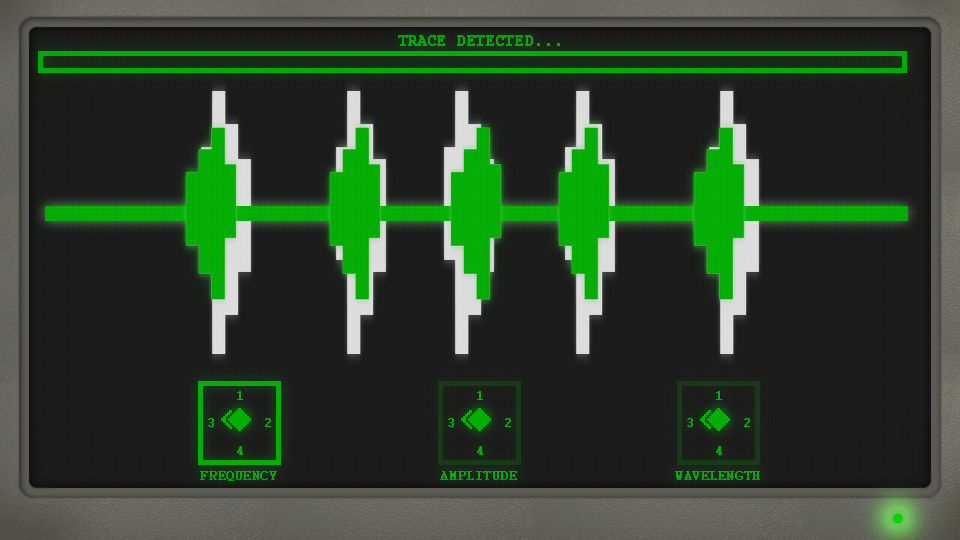 TRACE DETECTED...
1
3 2
4
FREQUENCY
1
3 2
4
AMPLITUDE
1
3 2
4
WAVELENGTH